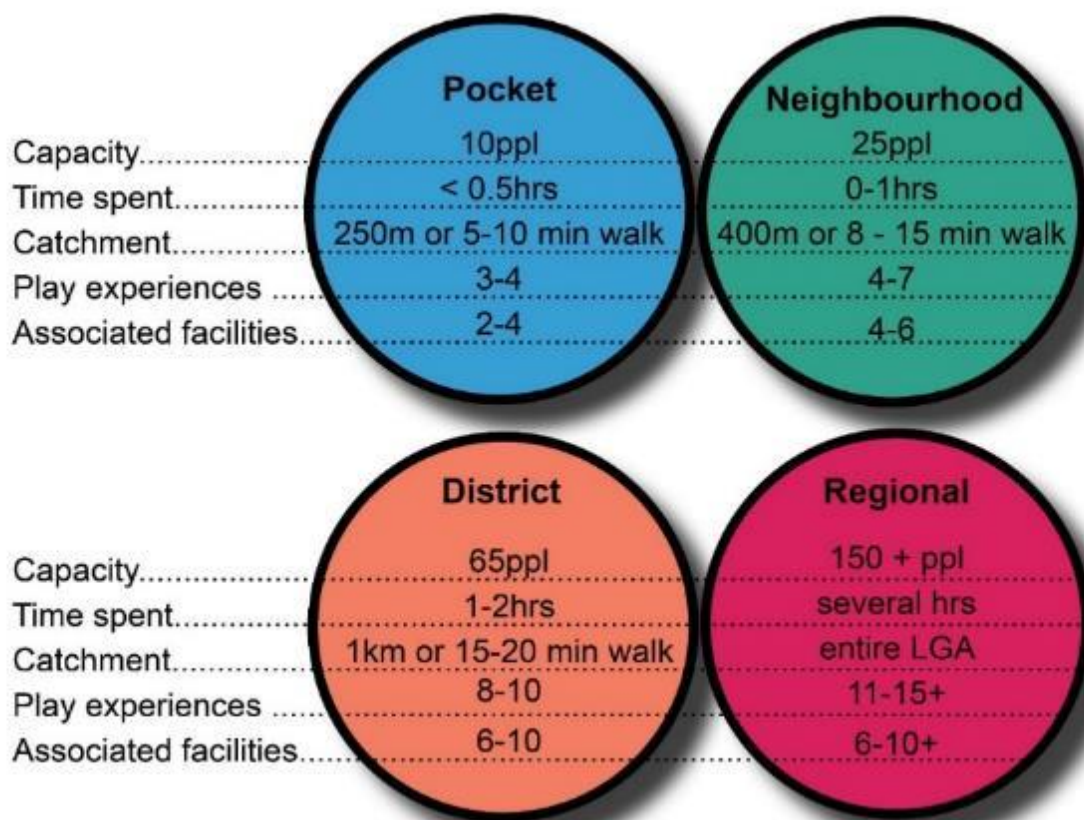 Pocket Neighbourhood
Capacity 10ppl 25ppl
Time spent < 0.5hrs 0-1hrs
Catchment 250m or 5-10 min walk 400m or 8 - 15 min walk
Play experiences 3-4 4-7
Associated facilities 2-4 4-6
District Regional
Capacity 65ppl 150 + ppl
Time spent 1-2hrs several hrs
Catchment 1km or 15-20 min walk entire LGA
Play experiences 8-10 11-15+
Associated facilities 6-10 6-10+